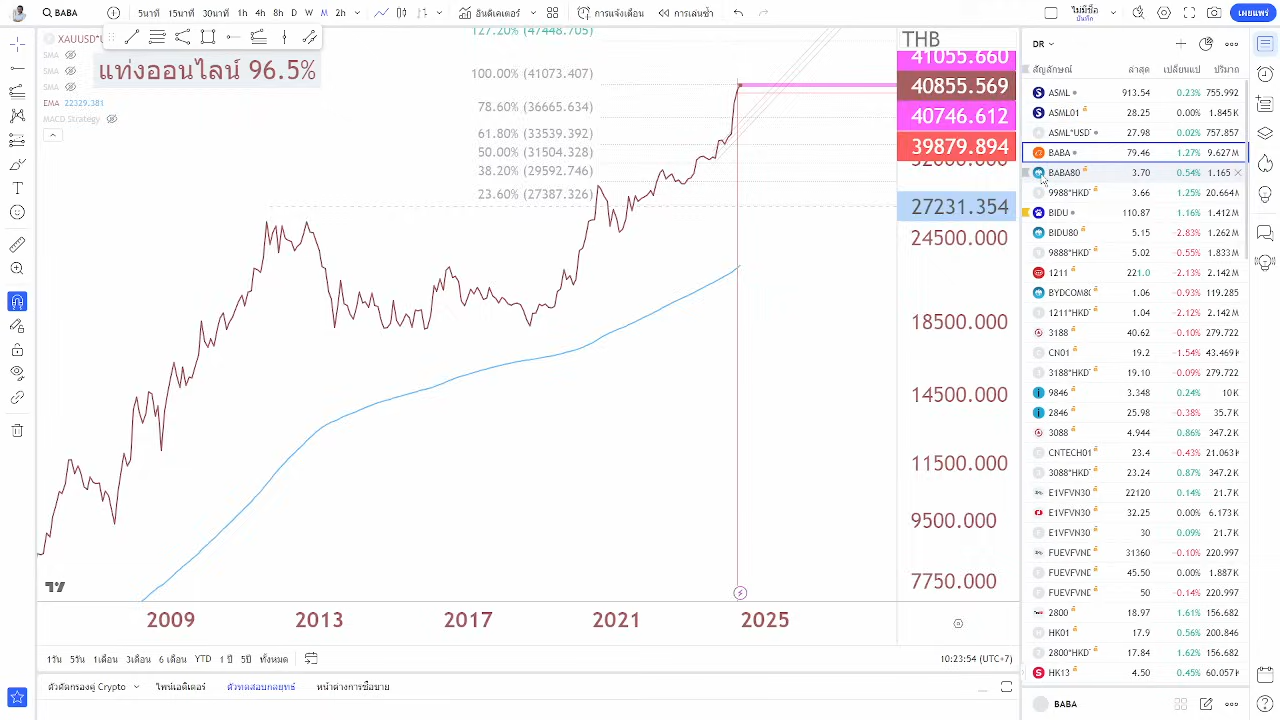 BABA
5นาที 15นาที 30นาที 1h 4h 8h D W M 2h
อินดิเคเตอร์
การแจ้งเตือน
การเล่นซ้ำ
ไม่มีชื่อ
บันทึก
เผยแพร่
XAUUSD*U
SMA
SMA
SMA
EMA 22329.381
MACD Strategy
แท่งออนไลน์ 96.5%
127.20% (47448.705)
100.00% (41073.407)
78.60% (36665.634)
61.80% (33539.392)
50.00% (31504.328)
38.20% (29592.746)
23.60% (27387.326)
THB
41055.660
40855.569
40746.612
39879.894
32000.000
27231.354
24500.000
18500.000
14500.000
11500.000
9500.000
7750.000
2009 2013 2017 2021 2025
1วัน 5วัน 1เดือน 3เดือน 6 เดือน YTD 1 ปี 5ปี ทั้งหมด
10:23:54 (UTC+7)
ตัวคัดกรองคู่ Crypto ไพน์เอดิเตอร์ ตัวทดสอบกลยุทธ์ หน้าต่างการซื้อขาย
DR
สัญลักษณ์ ล่าสุด เปลี่ยนแป ปริมาถ
ASML 913.54 0.23% 755.992
ASML01 28.25 0.00% 1.845K
ASML*USD 27.98 0.02% 757.857
BABA 79.46 1.27% 9.627M
BABA80 3.70 0.54% 1.165
9988*HKD 3.66 1.25% 20.664M
BIDU 110.87 1.16% 1.412M
BIDU80 5.15 -2.83% 1.262M
9888*HKD 5.02 -0.55% 1.833M
1211 221.0 -2.13% 2.142M
BYDCOM80 1.06 -0.93% 119.285
1211*HKD 1.04 -2.12% 2.142M
3188 40.62 -0.10% 279.722
CN01 19.2 -1.54% 43.469K
3188*HKD 19.10 -0.09% 279.722
9846 3.348 0.24% 10K
2846 25.98 -0.38% 35.7K
3088 4.944 0.86% 347.2K
CNTECH01 23.4 -0.43% 21.063K
3088*HKD 23.24 0.87% 347.2K
E1VFVN30 22120 0.14% 21.7K
E1VFVN30 32.25 0.00% 6.173K
E1VFVN30 30 0.09% 21.7K
FUEVFVND 31360 -0.10% 220.997
FUEVFVND 45.50 0.00% 1.887K
FUEVFVND 50 -0.14% 220.997
2800 18.97 1.61% 156.682
HK01 17.9 0.56% 200.846
2800*HKD 17.84 1.62% 156.682
HK13 4.50 0.45% 60.057K
BABA